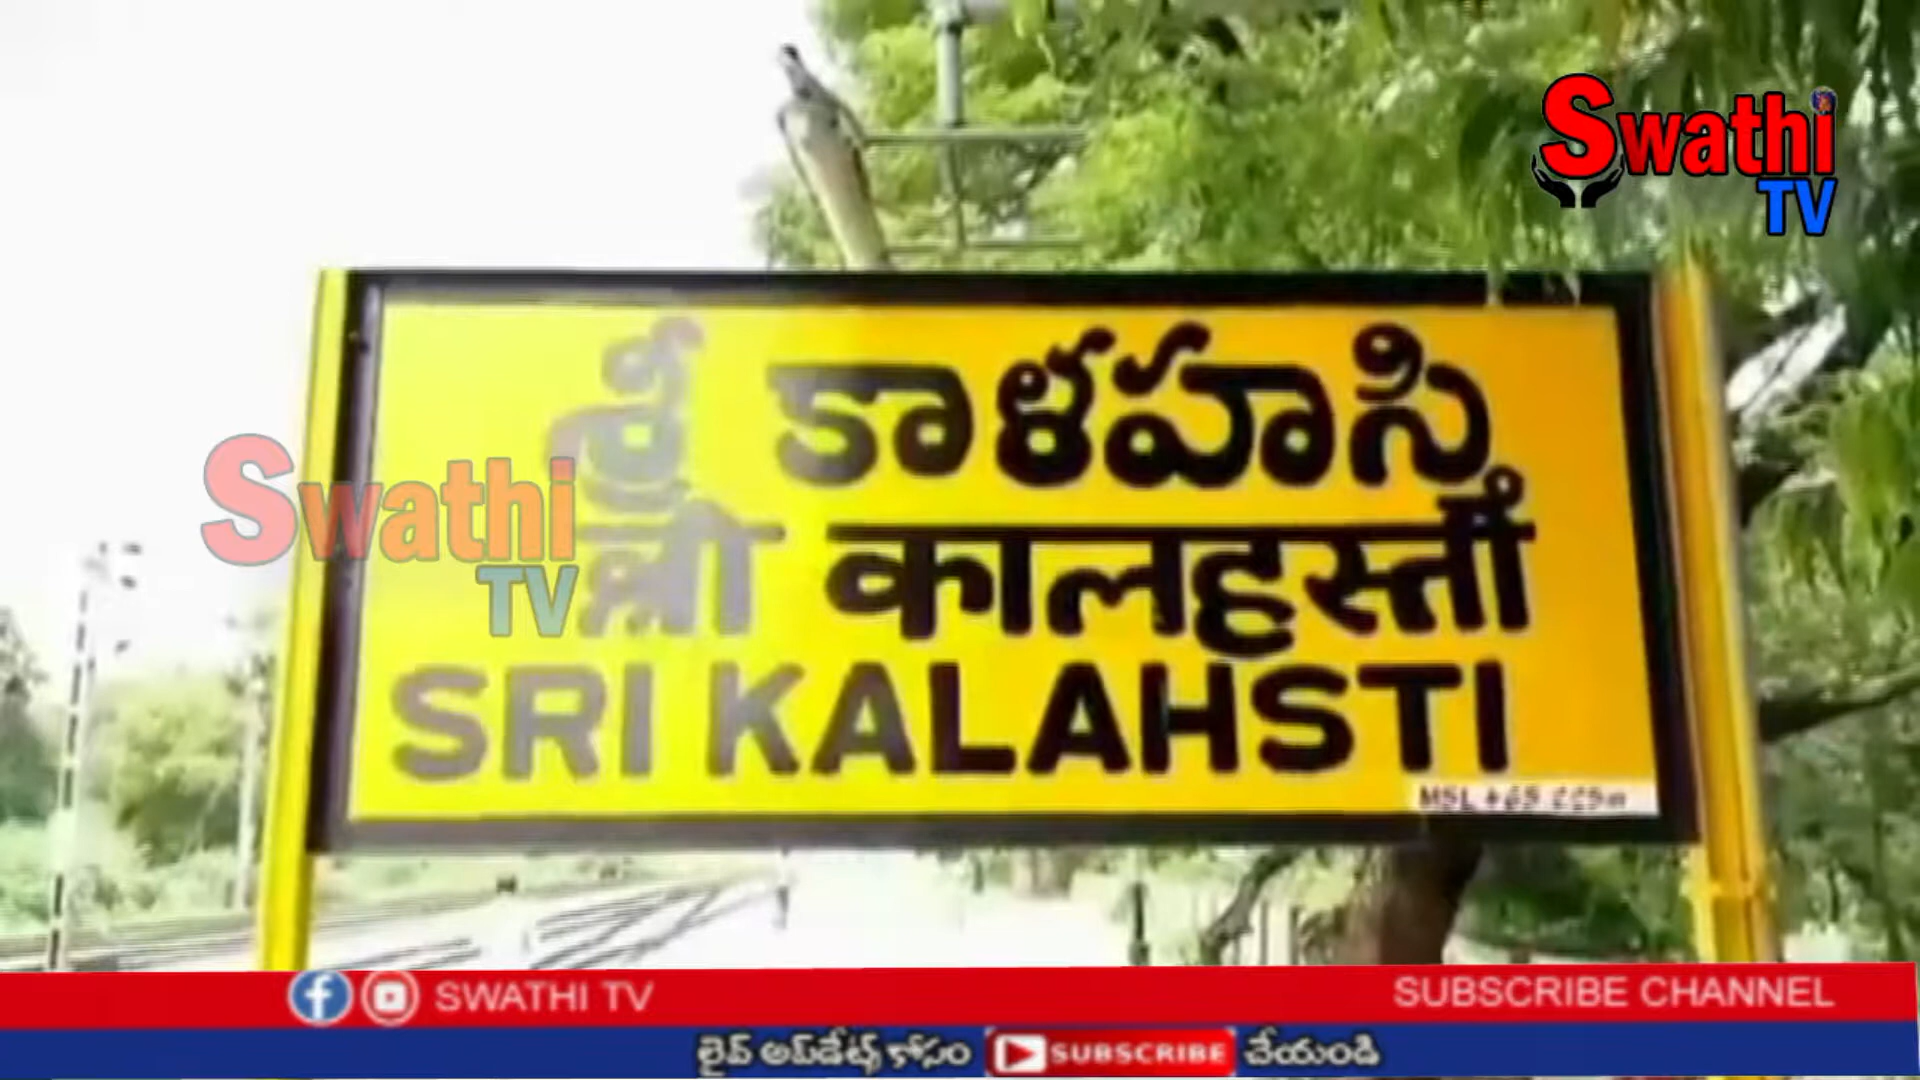 Swathi
TV
శ్రీ కాళహస్తి
Swathi
TV
श्री कालहस्ती
SRI KALAHSTI
SWATHI TV
SUBSCRIBE CHANNEL
లైవ్ అప్‌డేట్స్ కోసం SUBSCRIBE చేయండి